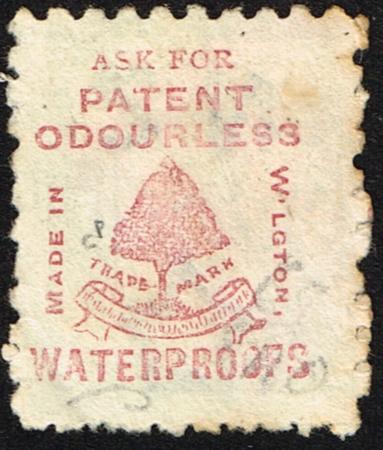 ASK FOR
PATENT
ODOURLESS
MADE IN
W'LGTON,
TRADE MARK
WATERPROOFS